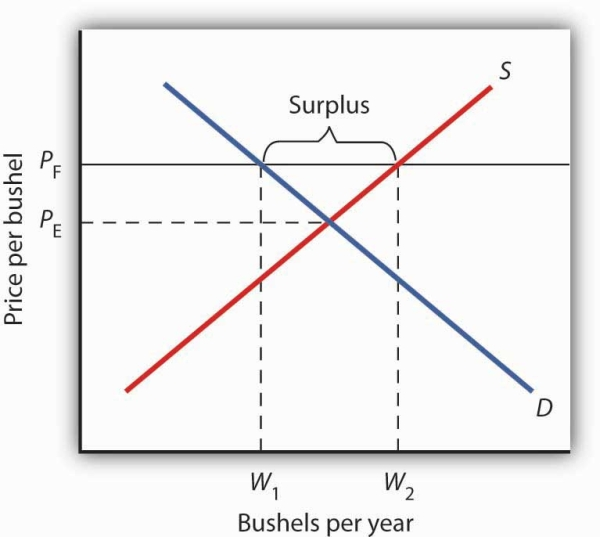 S
Surplus
P_F
P_E
Price per bushel
D
W_1
W_2
Bushels per year